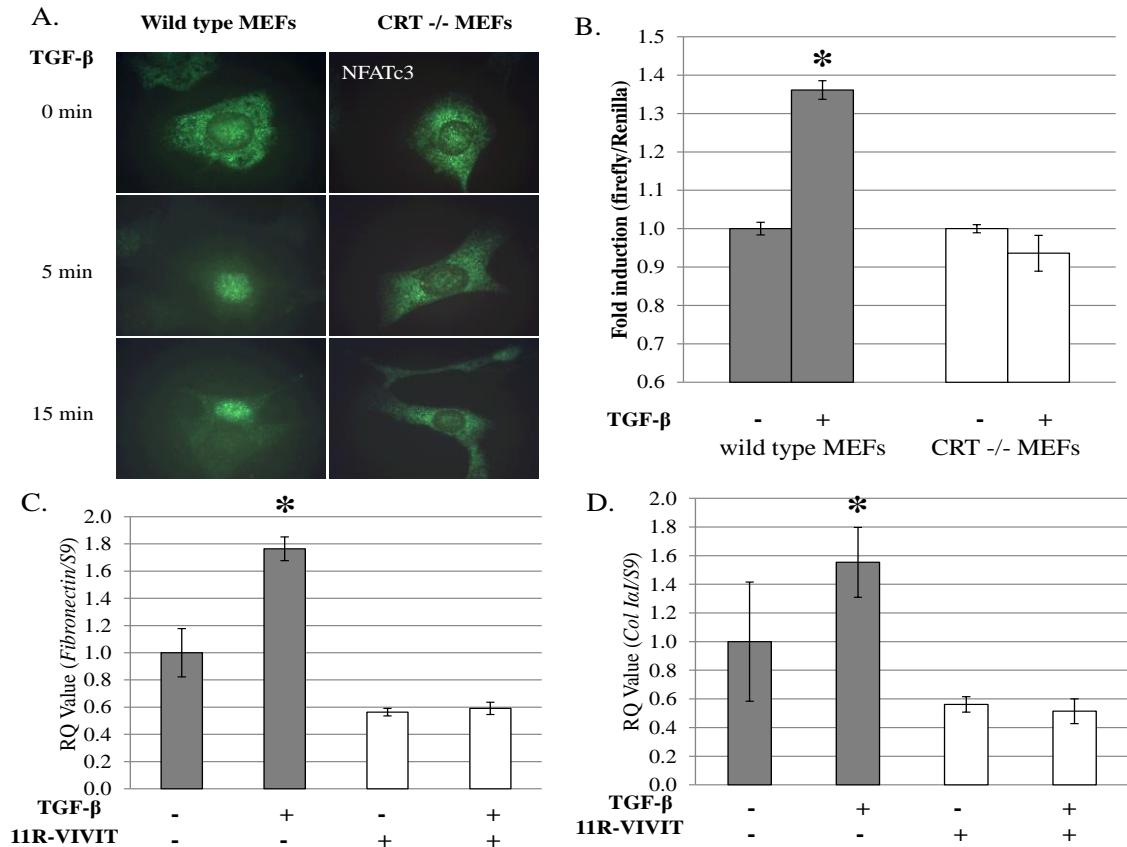 A.
Wild type MEFs CRT -/- MEFs
TGF-β
NFATc3
0 min
5 min
15 min
B.
1.5
1.4
1.3
1.2
1.1
1.0
0.9
0.8
0.7
0.6
Fold induction (firefly/Renilla)
*
TGF-β - + - +
wild type MEFs CRT -/- MEFs
C.
2.0
1.8
1.6
1.4
1.2
1.0
0.8
0.6
0.4
0.2
0.0
RQ Value (Fibronectin/S9)
*
TGF-β - + - +
11R-VIVIT - - + +
D.
2.0
1.8
1.6
1.4
1.2
1.0
0.8
0.6
0.4
0.2
0.0
RQ Value (Col IαI/S9)
*
TGF-β - + - +
11R-VIVIT - - + +